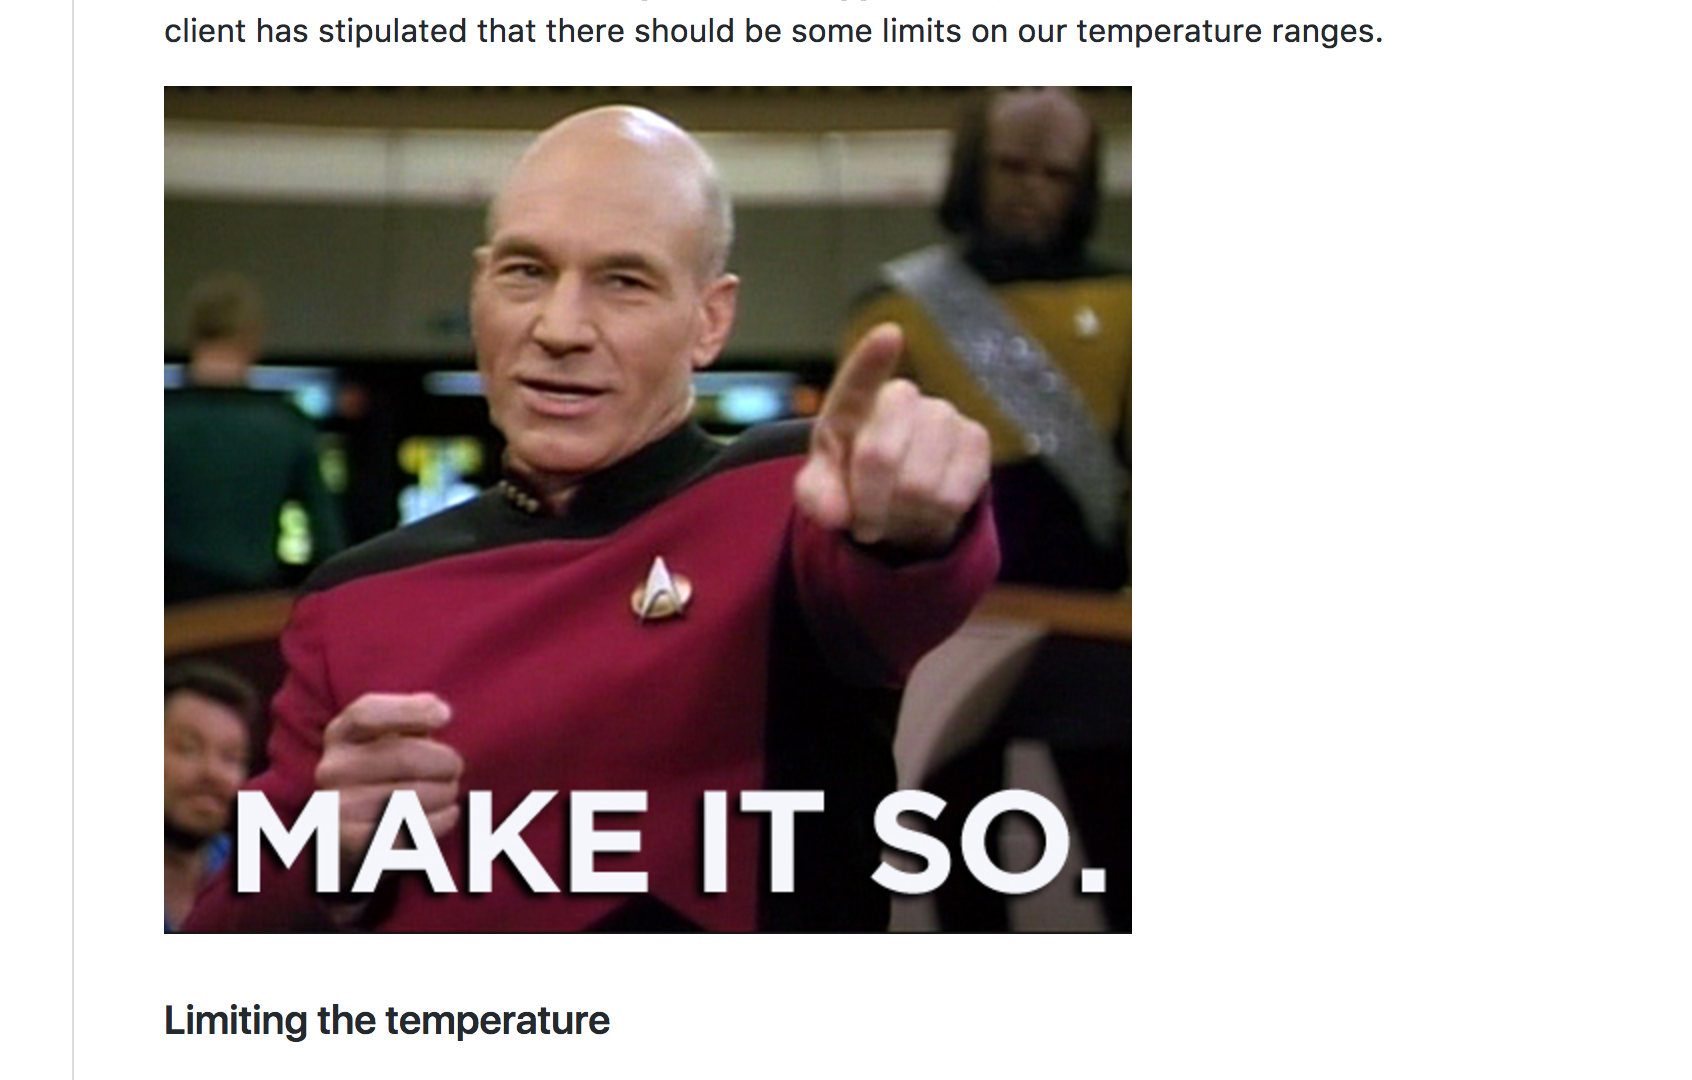 client has stipulated that there should be some limits on our temperature ranges.
MAKE IT SO.
Limiting the temperature